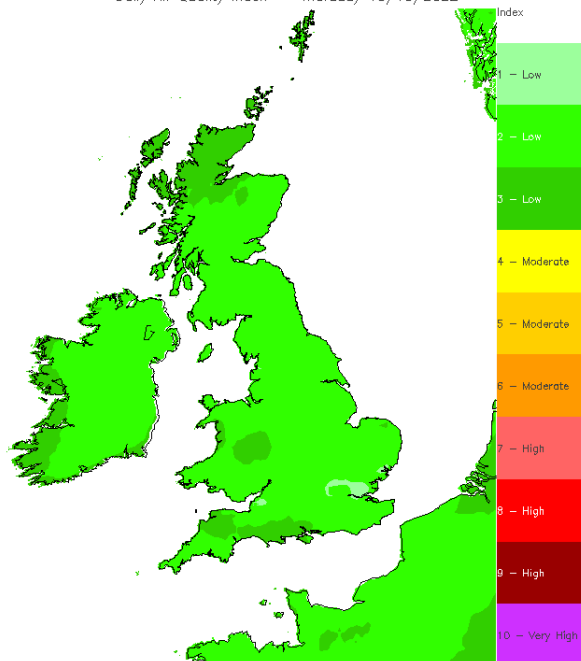 Index
1 - Low
2 - Low
3 - Low
4 - Moderate
5 - Moderate
6 - Moderate
7 - High
8 - High
9 - High
10 - Very High